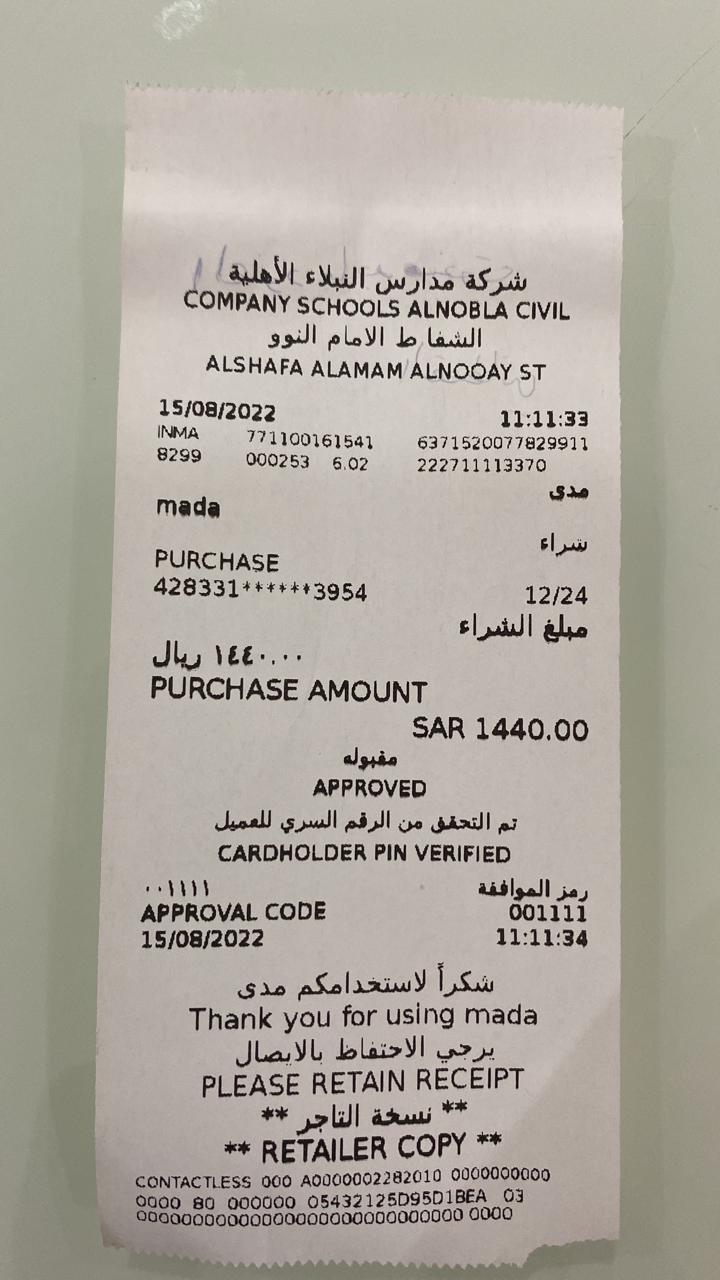 شركة مدارس النبلاء الأهلية
COMPANY SCHOOLS ALNOBLA CIVIL
الشفا ط الامام النوو
ALSHAFA ALAMAM ALNOOAY ST
15/08/2022 11:11:33
INMA 771100161541 6371520077829911
8299 000253 6.02 222711113370
مدى
mada
شراء
PURCHASE
428331******3954 12/24
مبلغ الشراء
١٤٤٠.٠٠ ريال
PURCHASE AMOUNT
SAR 1440.00
مقبوله
APPROVED
تم التحقق من الرقم السري للعميل
CARDHOLDER PIN VERIFIED
رمز الموافقة ٠٠١١١١
APPROVAL CODE 001111
15/08/2022 11:11:34
شكراً لاستخدامكم مدى
Thank you for using mada
يرجي الاحتفاظ بالايصال
PLEASE RETAIN RECEIPT
** نسخة التاجر **
** RETAILER COPY **
CONTACTLESS 000 A0000002282010 0000000000
0000 80 000000 05432125D95D1BEA 03
0000000000000000000000000000 0000